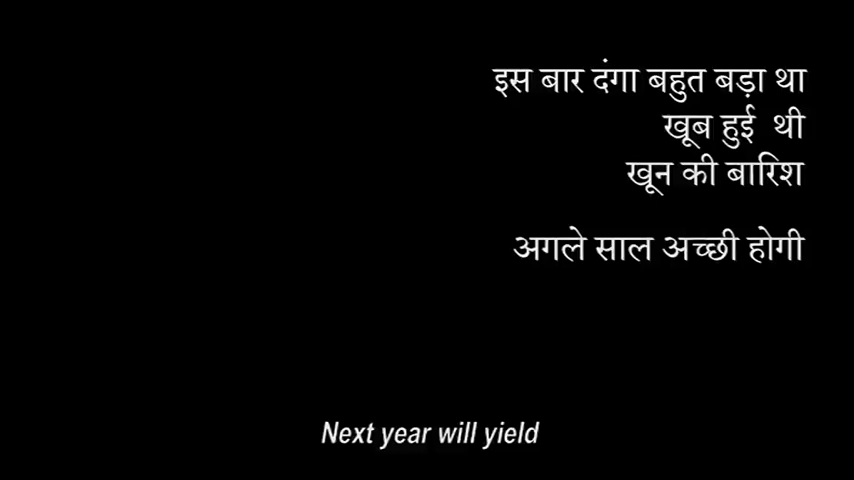 इस बार दंगा बहुत बड़ा था
खूब हुई थी
खून की बारिश
अगले साल अच्छी होगी
Next year will yield